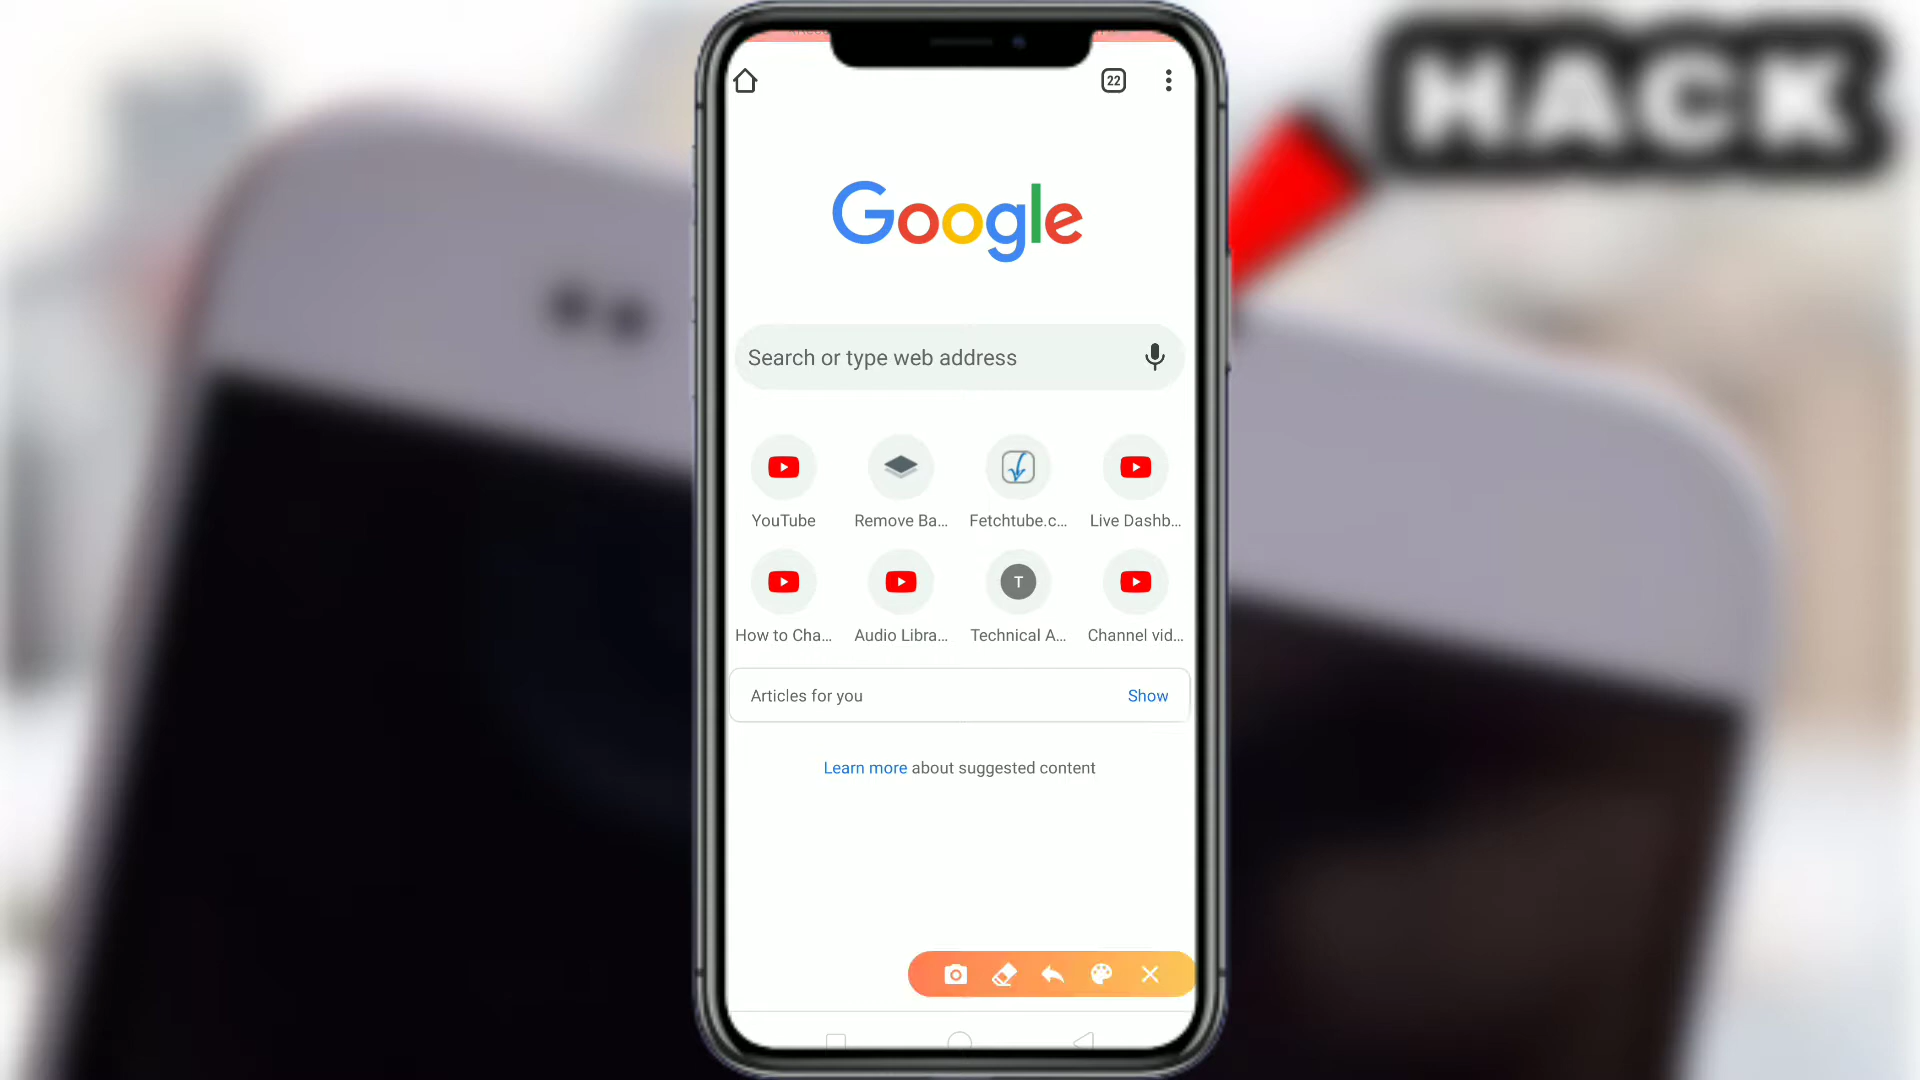 HACK
22
Google
Search or type web address
YouTube
Remove Ba...
Fetchtube.c...
Live Dashb...
How to Cha...
Audio Libra...
T
Technical A...
Channel vid...
Articles for you
Show
Learn more about suggested content